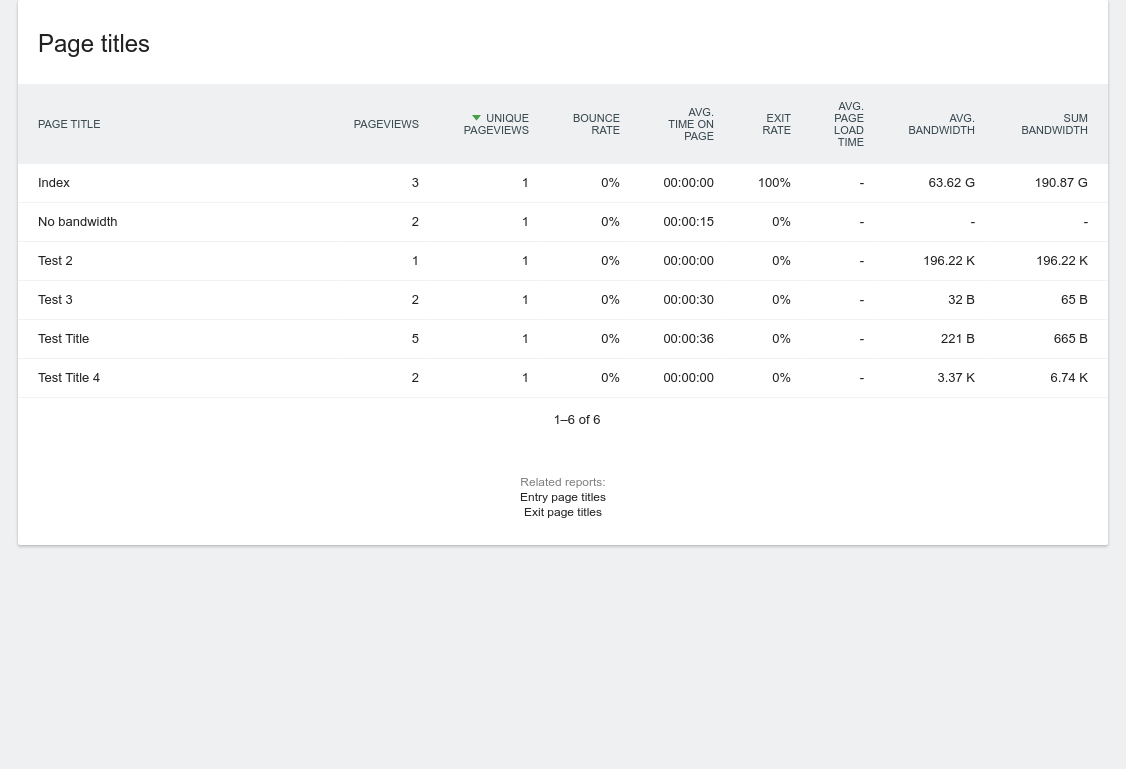 Page titles
PAGE TITLE PAGEVIEWS UNIQUE PAGEVIEWS BOUNCE RATE AVG. TIME ON PAGE EXIT RATE AVG. PAGE LOAD TIME AVG. BANDWIDTH SUM BANDWIDTH
Index 3 1 0% 00:00:00 100% - 63.62 G 190.87 G
No bandwidth 2 1 0% 00:00:15 0% - - -
Test 2 1 1 0% 00:00:00 0% - 196.22 K 196.22 K
Test 3 2 1 0% 00:00:30 0% - 32 B 65 B
Test Title 5 1 0% 00:00:36 0% - 221 B 665 B
Test Title 4 2 1 0% 00:00:00 0% - 3.37 K 6.74 K
1–6 of 6
Related reports:
Entry page titles
Exit page titles